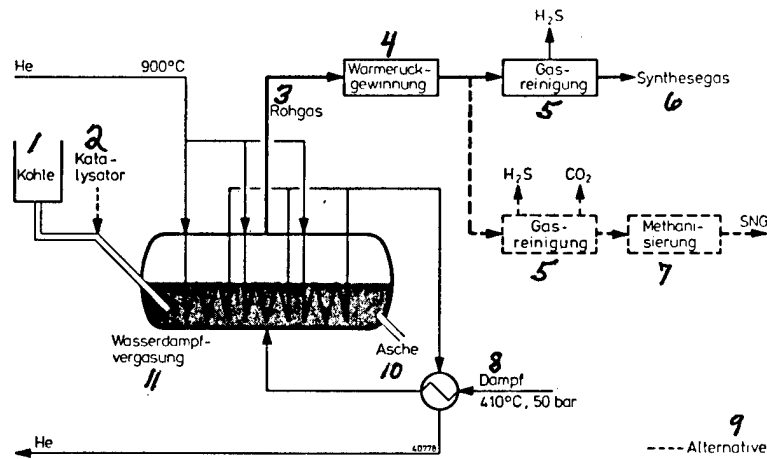 H₂S
He
900°C
4
Wärmerück-
gewinnung
Gas-
reinigung
5
Synthesegas
6
3
Rohgas
1
Kohle
2
Kata-
lysator
H₂S
CO₂
Gas-
reinigung
5
Methani-
sierung
7
SNG
Wasserdampf-
vergasung
11
Asche
10
8
Dampf
410°C, 50 bar
He
40778
9
Alternative